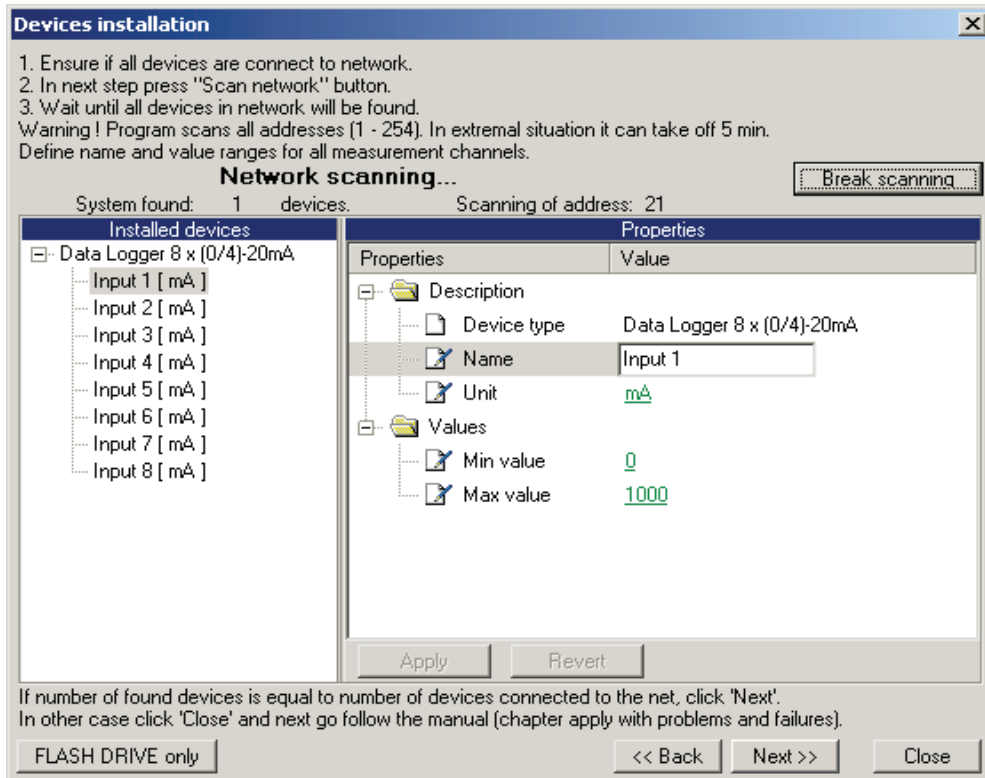 Devices installation
1. Ensure if all devices are connect to network.
2. In next step press "Scan network" button.
3. Wait until all devices in network will be found.
Warning ! Program scans all addresses (1 - 254). In extremal situation it can take off 5 min.
Define name and value ranges for all measurement channels.
Network scanning...
Break scanning
System found: 1 devices. Scanning of address: 21
Installed devices
Data Logger 8 x (0/4)-20mA
Input 1 [ mA ]
Input 2 [ mA ]
Input 3 [ mA ]
Input 4 [ mA ]
Input 5 [ mA ]
Input 6 [ mA ]
Input 7 [ mA ]
Input 8 [ mA ]
Properties
Properties Value
Description
Device type Data Logger 8 x (0/4)-20mA
Name Input 1
Unit mA
Values
Min value 0
Max value 1000
Apply Revert
If number of found devices is equal to number of devices connected to the net, click 'Next'.
In other case click 'Close' and next go follow the manual (chapter apply with problems and failures).
FLASH DRIVE only << Back Next >> Close